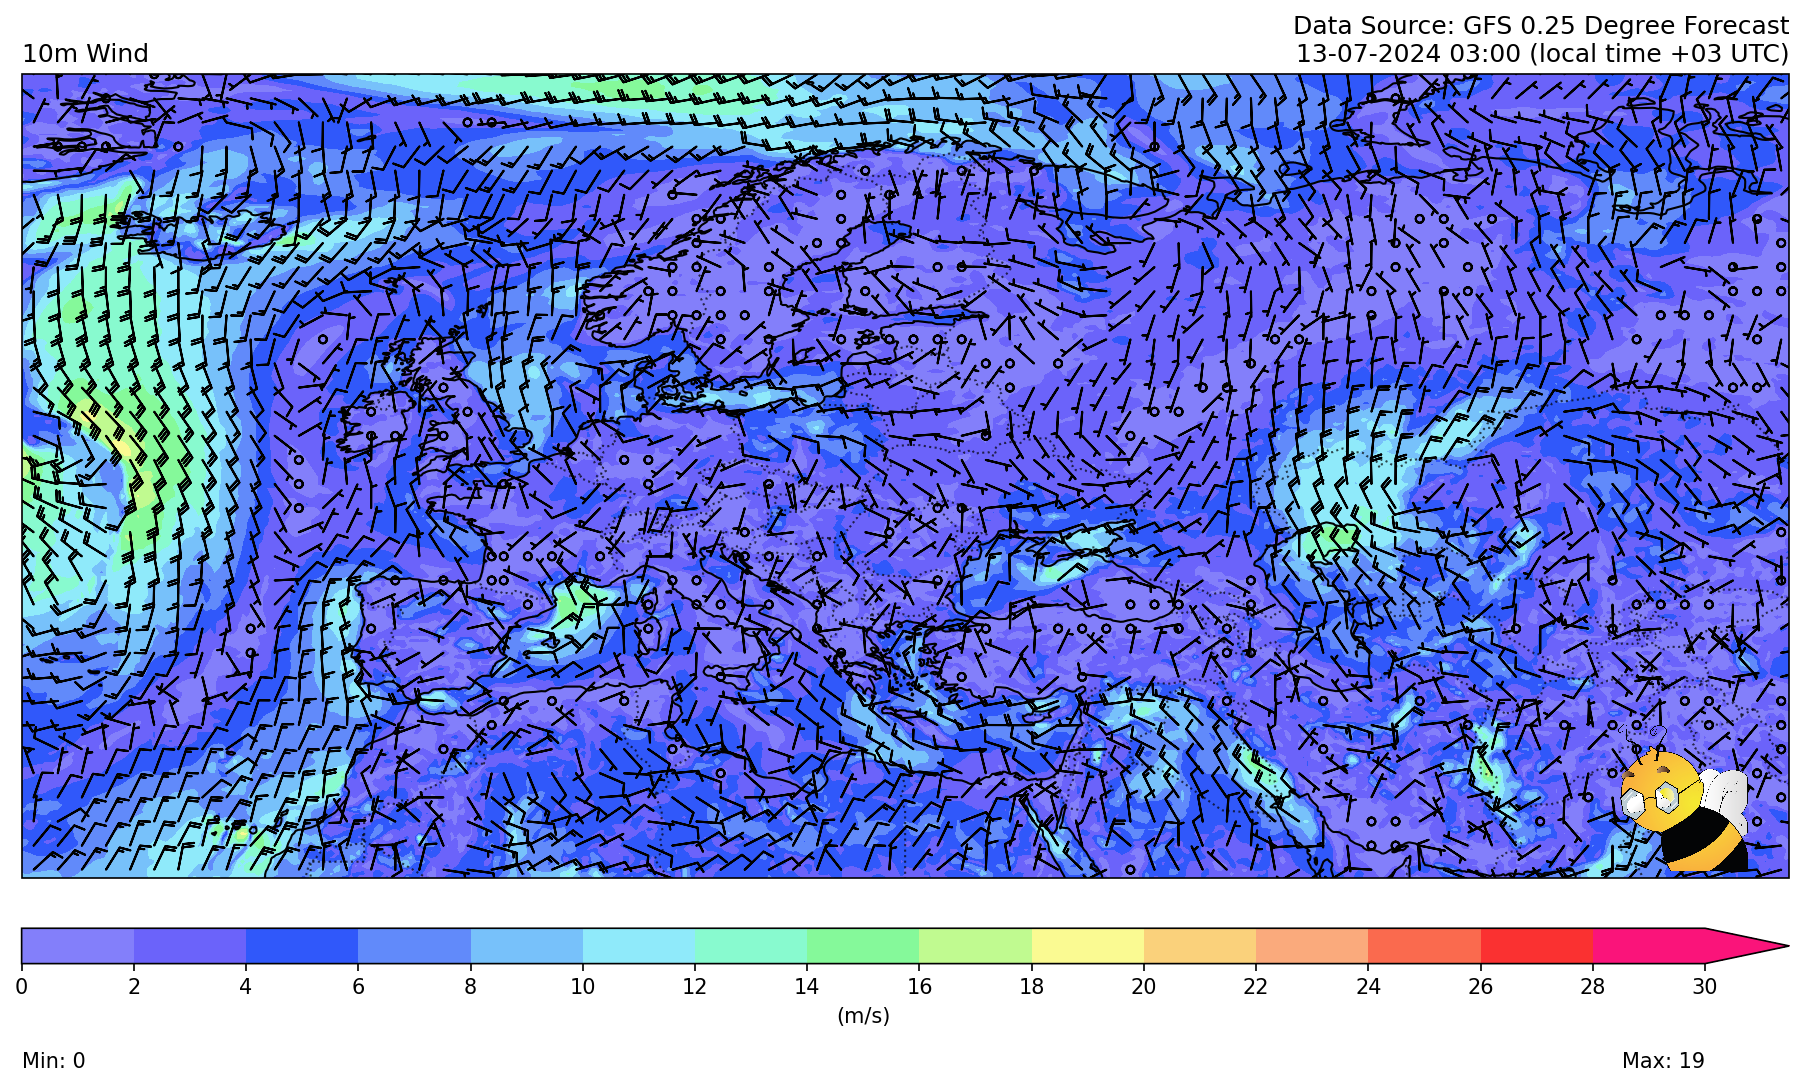 Data Source: GFS 0.25 Degree Forecast
10m Wind
13-07-2024 03:00 (local time +03 UTC)
0 2 4 6 8 10 12 14 16 18 20 22 24 26 28 30
(m/s)
Min: 0
Max: 19